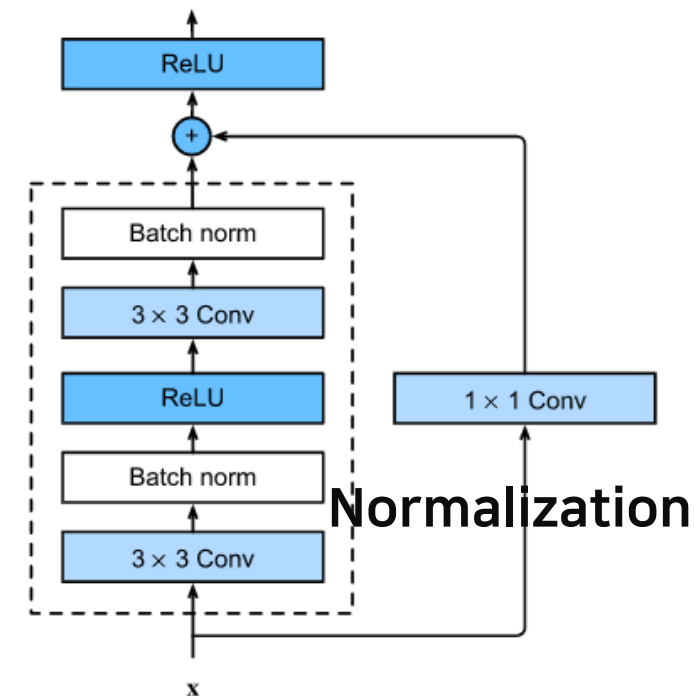 ReLU
+
Batch norm
3 × 3 Conv
ReLU
1 × 1 Conv
Batch norm
Normalization
3 × 3 Conv
x